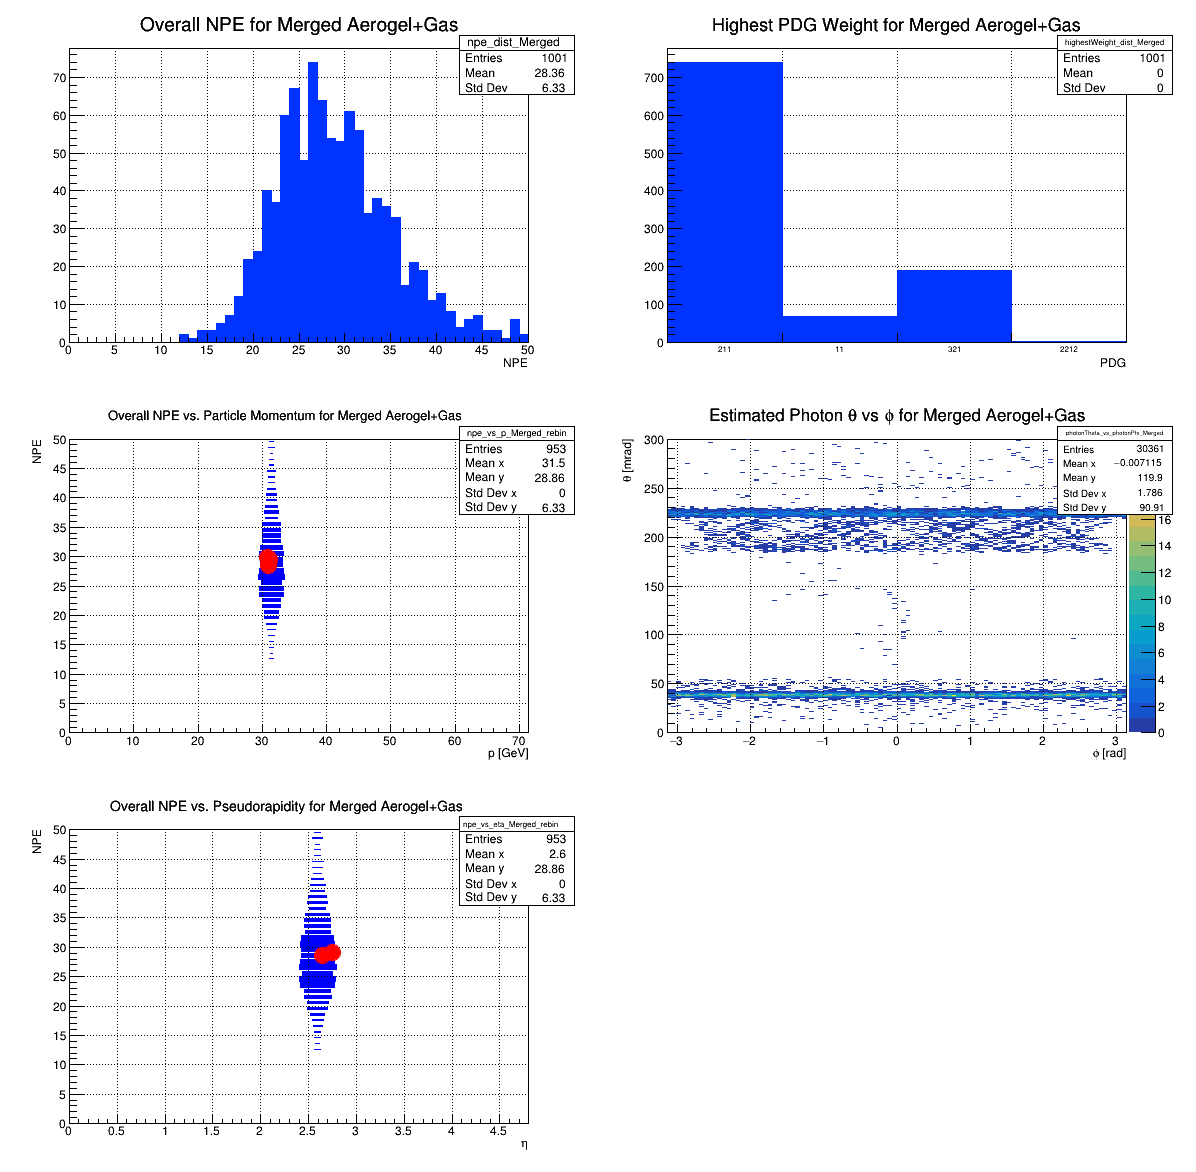 Overall NPE for Merged Aerogel+Gas
npe_dist_Merged
Entries 1001
Mean 28.36
Std Dev 6.33
70
60
50
40
30
20
10
0
0 5 10 15 20 25 30 35 40 45 50
NPE
Highest PDG Weight for Merged Aerogel+Gas
highestWeight_dist_Merged
Entries 1001
Mean 0
Std Dev 0
700
600
500
400
300
200
100
0
211 11 321 2212
PDG
Overall NPE vs. Particle Momentum for Merged Aerogel+Gas
npe_vs_p_Merged_rebin
Entries 953
Mean x 31.5
Mean y 28.86
Std Dev x 0
Std Dev y 6.33
NPE
50
45
40
35
30
25
20
15
10
5
0
0 10 20 30 40 50 60 70
p [GeV]
Estimated Photon θ vs ϕ for Merged Aerogel+Gas
photonTheta_vs_photonPhi_Merged
Entries 30361
Mean x −0.007115
Mean y 119.9
Std Dev x 1.786
Std Dev y 90.91
θ [mrad]
300
250
200
150
100
50
0
−3 −2 −1 0 1 2 3
ϕ [rad]
16
14
12
10
8
6
4
2
0
Overall NPE vs. Pseudorapidity for Merged Aerogel+Gas
npe_vs_eta_Merged_rebin
Entries 953
Mean x 2.6
Mean y 28.86
Std Dev x 0
Std Dev y 6.33
NPE
50
45
40
35
30
25
20
15
10
5
0
0 0.5 1 1.5 2 2.5 3 3.5 4 4.5
η